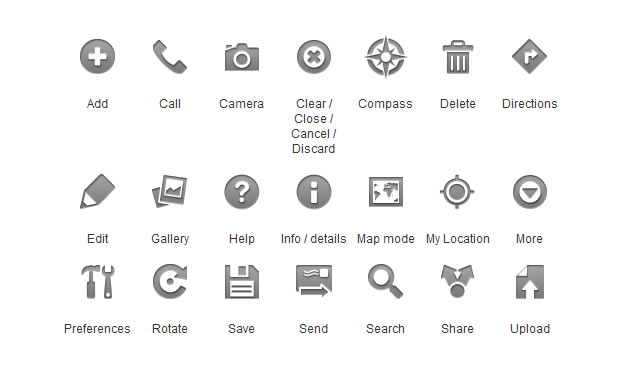 Add Call Camera Clear / Compass Delete Directions
Close /
Cancel /
Discard
Edit Gallery Help Info / details Map mode My Location More
Preferences Rotate Save Send Search Share Upload